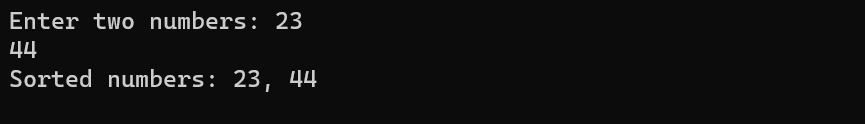 Enter two numbers: 23
44
Sorted numbers: 23, 44